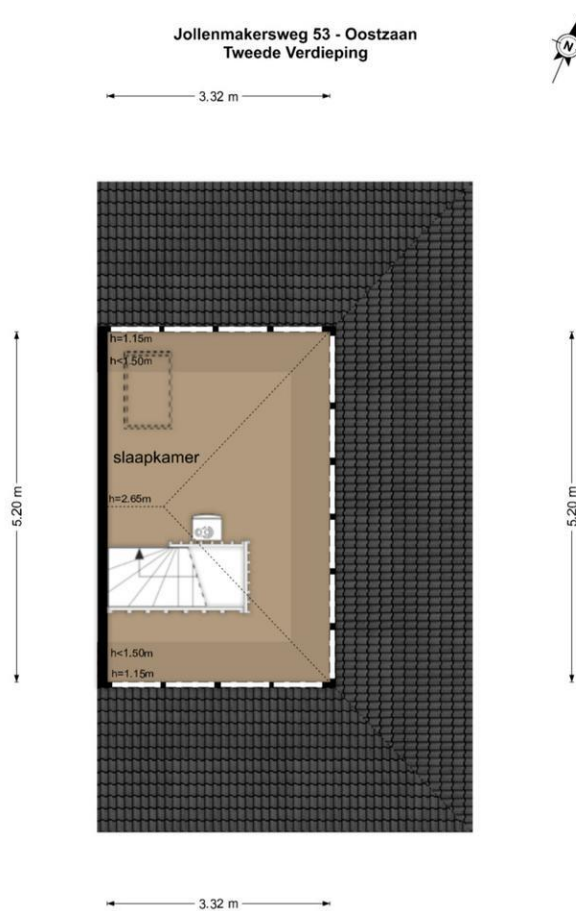 Jollenmakersweg 53 - Oostzaan
Tweede Verdieping
N
3.32 m
h=1.15m
h<1.50m
slaapkamer
5.20 m
5.20 m
h=2.65m
h<1.50m
h=1.15m
3.32 m